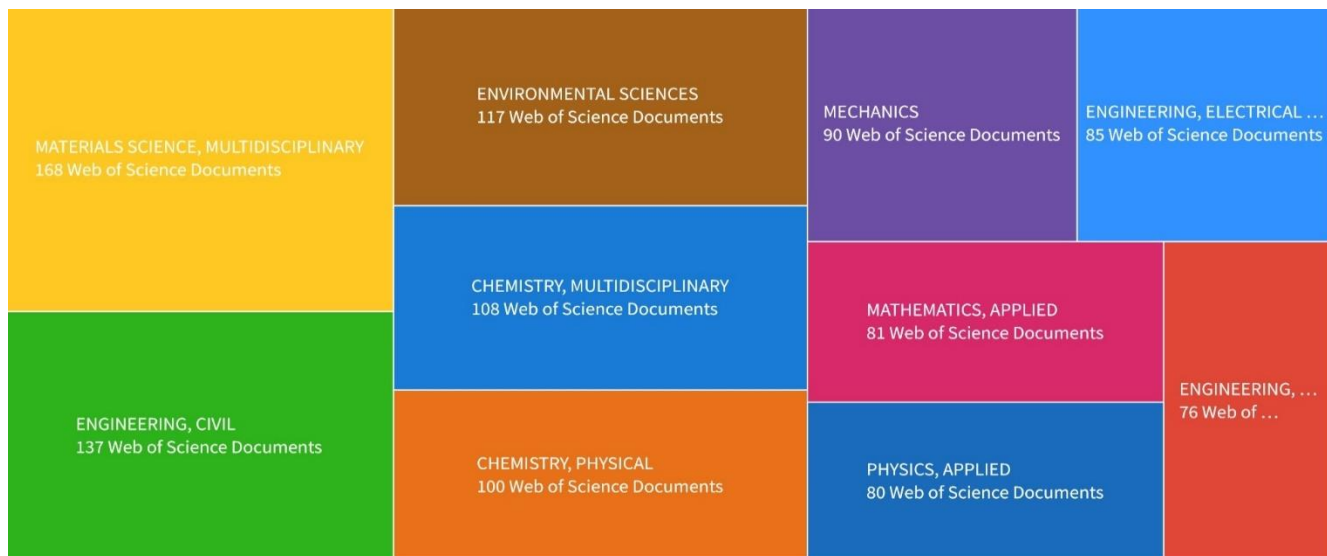 MATERIALS SCIENCE, MULTIDISCIPLINARY
168 Web of Science Documents
ENGINEERING, CIVIL
137 Web of Science Documents
ENVIRONMENTAL SCIENCES
117 Web of Science Documents
CHEMISTRY, MULTIDISCIPLINARY
108 Web of Science Documents
CHEMISTRY, PHYSICAL
100 Web of Science Documents
MECHANICS
90 Web of Science Documents
ENGINEERING, ELECTRICAL ...
85 Web of Science Documents
MATHEMATICS, APPLIED
81 Web of Science Documents
PHYSICS, APPLIED
80 Web of Science Documents
ENGINEERING, ...
76 Web of ...